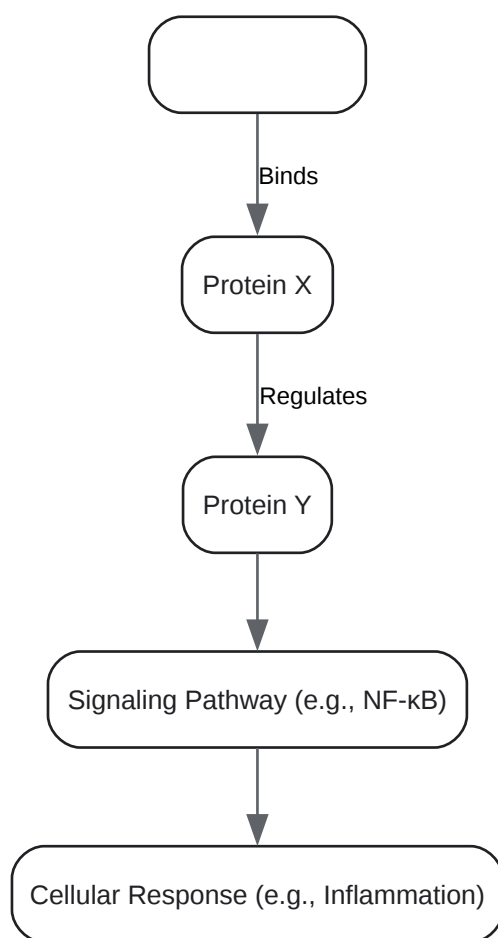 Binds
Protein X
Regulates
Protein Y
Signaling Pathway (e.g., NF-κB)
Cellular Response (e.g., Inflammation)